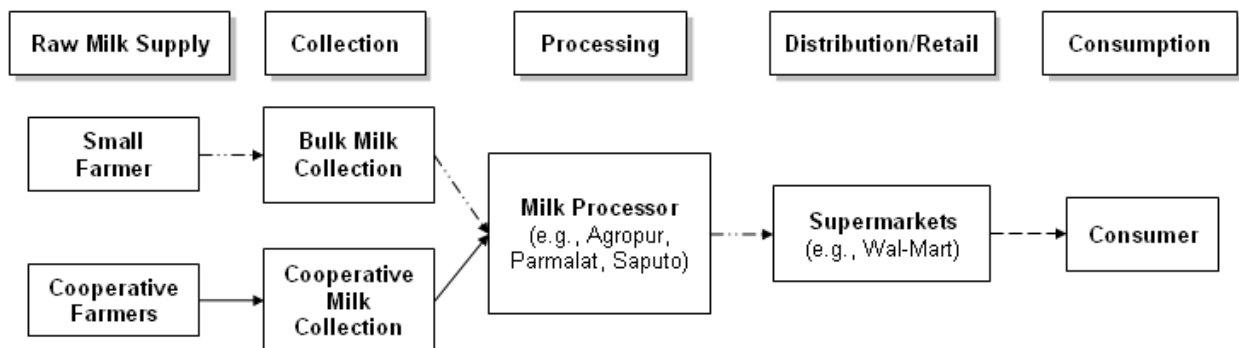 Raw Milk Supply
Collection
Processing
Distribution/Retail
Consumption
Small
Farmer
Bulk Milk
Collection
Cooperative
Farmers
Cooperative
Milk
Collection
Milk Processor
(e.g., Agropur,
Parmalat, Saputo)
Supermarkets
(e.g., Wal-Mart)
Consumer